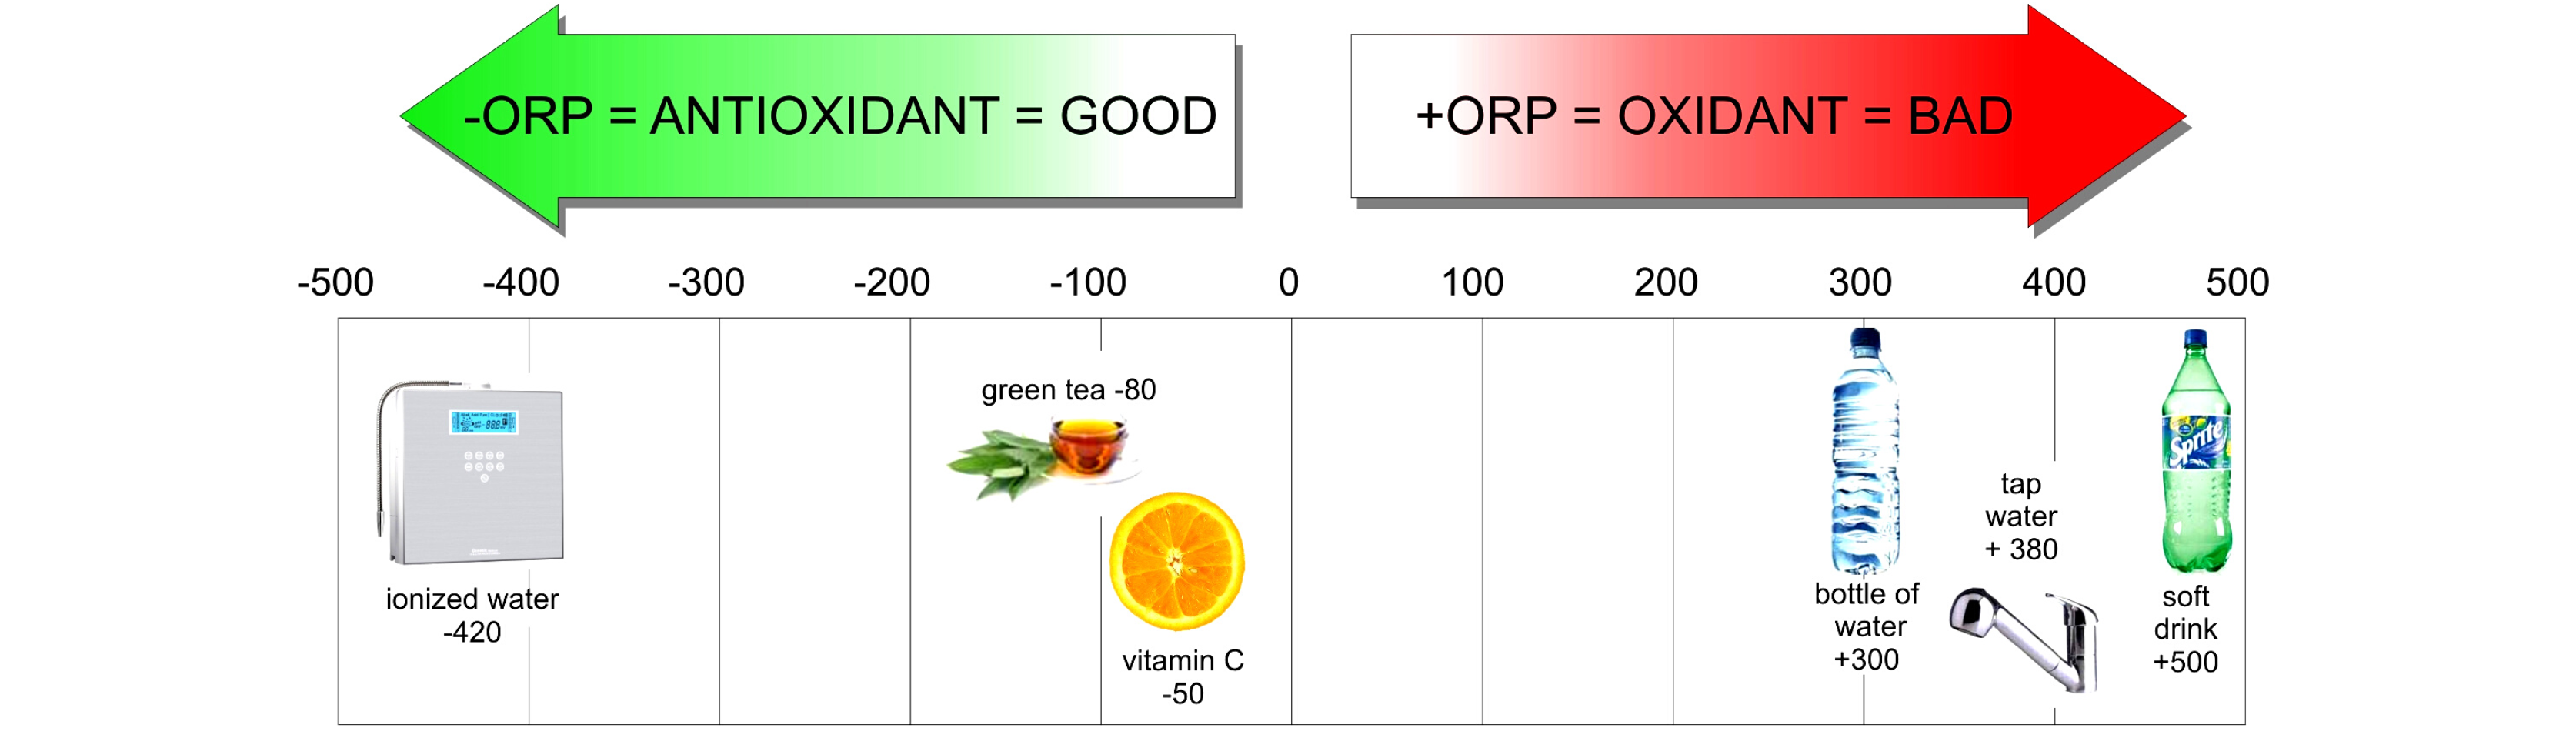 -ORP = ANTIOXIDANT = GOOD
+ORP = OXIDANT = BAD
-500 -400 -300 -200 -100 0 100 200 300 400 500
green tea -80
ionized water
-420
vitamin C
-50
bottle of
water
+300
tap
water
+ 380
Sprite
soft
drink
+500